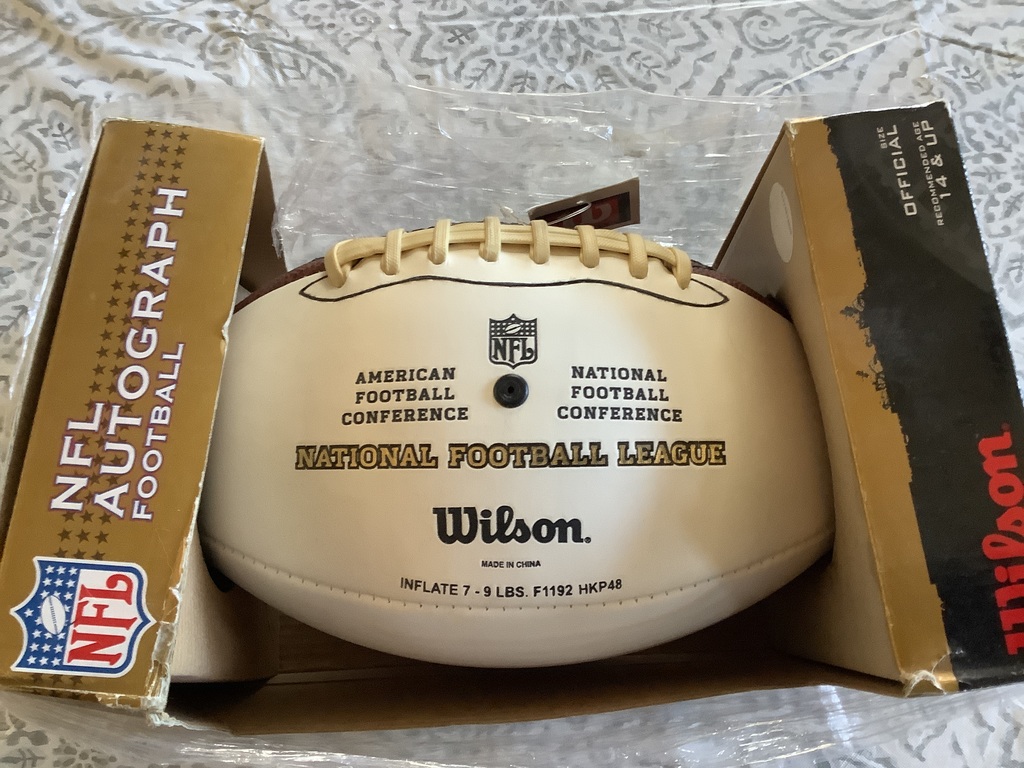 NFL
AUTOGRAPH
FOOTBALL
NFL
NFL
AMERICAN
FOOTBALL
CONFERENCE
NATIONAL
FOOTBALL
CONFERENCE
NATIONAL FOOTBALL LEAGUE
Wilson.
MADE IN CHINA
INFLATE 7 - 9 LBS. F1192 HKP48
OFFICIAL
SIZE
RECOMMENDED AGE
14 & UP
Wilson